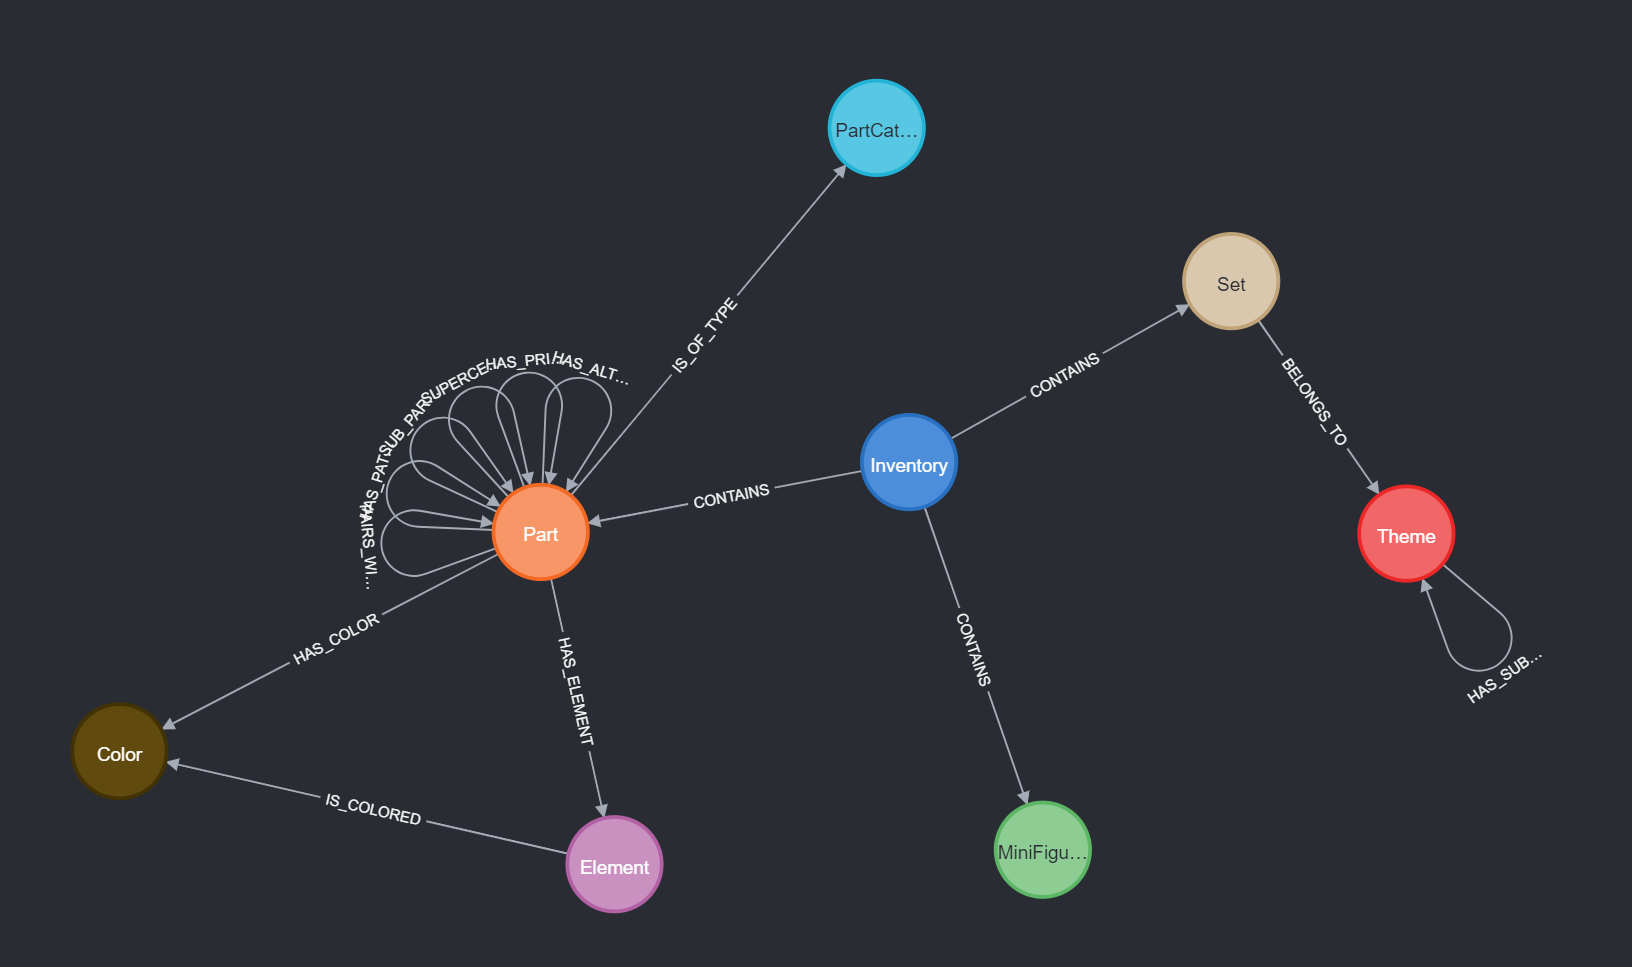 PartCat...
Set
IS_OF_TYPE
CONTAINS
BELONGS_TO
HAS_ALT...
HAS_PRI...
SUPERCE...
SUB_PAR...
HAS_PAT...
PAIRS_WI...
Inventory
CONTAINS
Part
Theme
HAS_COLOR
HAS_ELEMENT
CONTAINS
HAS_SUB...
Color
IS_COLORED
Element
MiniFigu...